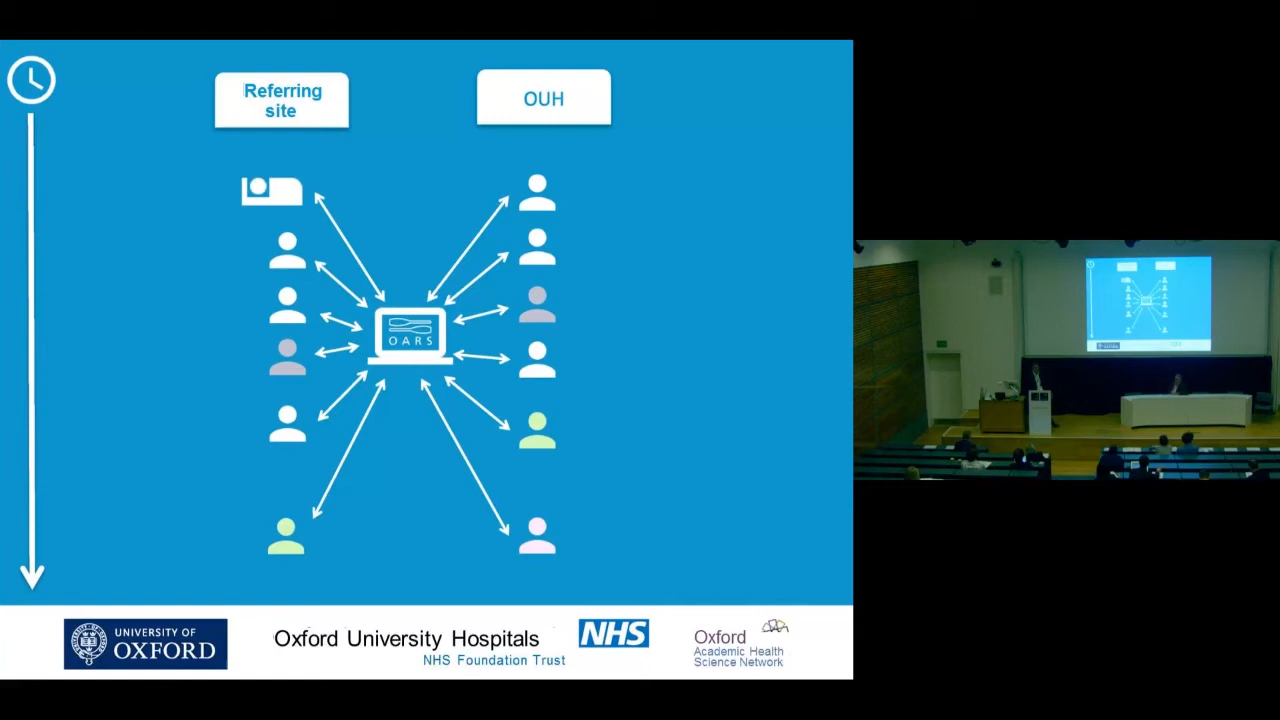 Referring
site
OUH
OARS
UNIVERSITY OF
OXFORD
Oxford University Hospitals
NHS
NHS Foundation Trust
Oxford
Academic Health
Science Network